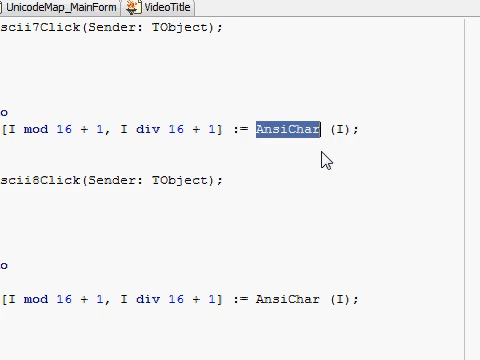 UnicodeMap_MainForm VideoTitle
scii7Click(Sender: TObject);
o
[I mod 16 + 1, I div 16 + 1] := AnsiChar (I);
scii8Click(Sender: TObject);
o
[I mod 16 + 1, I div 16 + 1] := AnsiChar (I);